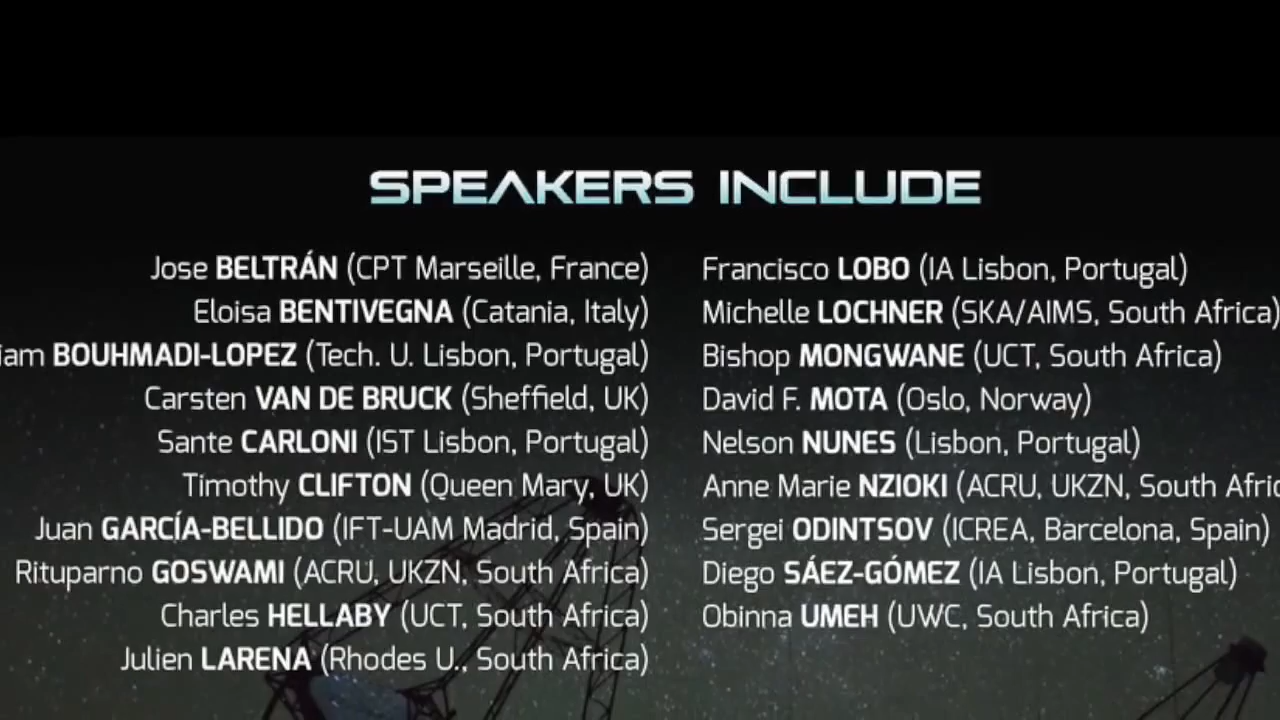 SPEAKERS INCLUDE
Jose BELTRÁN (CPT Marseille, France)
Eloisa BENTIVEGNA (Catania, Italy)
BOUHMADI-LOPEZ (Tech. U. Lisbon, Portugal)
Carsten VAN DE BRUCK (Sheffield, UK)
Sante CARLONI (IST Lisbon, Portugal)
Timothy CLIFTON (Queen Mary, UK)
Juan GARCÍA-BELLIDO (IFT-UAM Madrid, Spain)
Rituparno GOSWAMI (ACRU, UKZN, South Africa)
Charles HELLABY (UCT, South Africa)
Julien LARENA (Rhodes U., South Africa)
Francisco LOBO (IA Lisbon, Portugal)
Michelle LOCHNER (SKA/AIMS, South Africa)
Bishop MONGWANE (UCT, South Africa)
David F. MOTA (Oslo, Norway)
Nelson NUNES (Lisbon, Portugal)
Anne Marie NZIOKI (ACRU, UKZN, South
Sergei ODINTSOV (ICREA, Barcelona, Spain)
Diego SÁEZ-GÓMEZ (IA Lisbon, Portugal)
Obinna UMEH (UWC, South Africa)